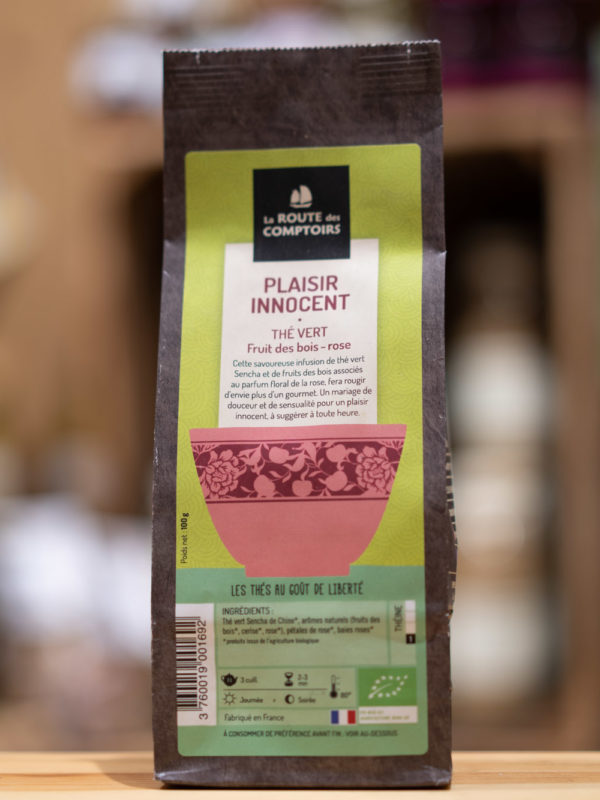 La ROUTE des
COMPTOIRS
PLAISIR
INNOCENT
THÉ VERT
Fruit des bois - rose
Cette savoureuse infusion de thé vert
Sencha et de fruits des bois associés
au parfum floral de la rose, fera rougir
d'envie plus d'un gourmet. Un mariage de
douceur et de sensualité pour un plaisir
innocent, à suggérer à toute heure.
Poids net : 100 g
LES THÉS AU GOÛT DE LIBERTÉ
INGRÉDIENTS :
Thé vert Sencha de Chine*, arômes naturels (fruits des
bois*, cerise*, rose*), pétales de rose*, baies roses*
* produits issus de l'agriculture biologique
THÉINE
1
3 cuill.
2-3
min
80°
Journée
Soirée
Fabriqué en France
3 760019 001692
À CONSOMMER DE PRÉFÉRENCE AVANT FIN : VOIR AU-DESSOUS